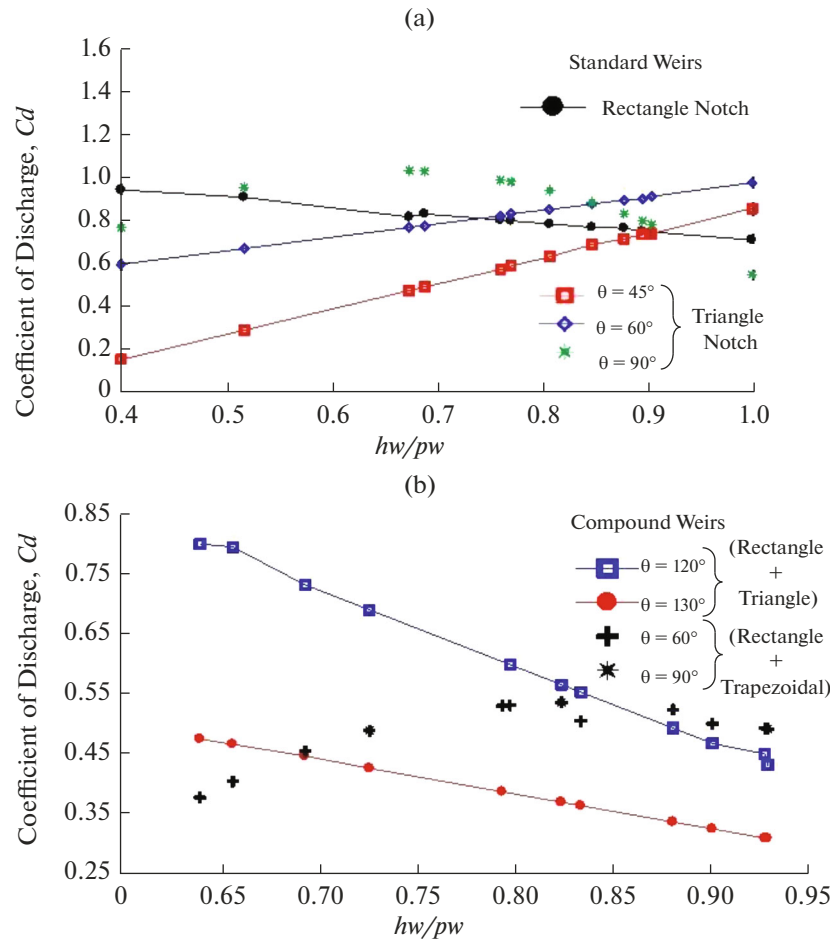 (a)
Coefficient of Discharge, Cd
1.6
1.4
1.2
1.0
0.8
0.6
0.4
0.2
0
Standard Weirs
Rectangle Notch
θ = 45°
θ = 60°
θ = 90°
Triangle
Notch
0.4
0.5
0.6
0.7
0.8
0.9
1.0
hw/pw
(b)
Coefficient of Discharge, Cd
0.85
0.75
0.65
0.55
0.45
0.35
0.25
Compound Weirs
θ = 120°
θ = 130°
(Rectangle
+
Triangle)
θ = 60°
θ = 90°
(Rectangle
+
Trapezoidal)
0
0.65
0.70
0.75
0.80
0.85
0.90
0.95
hw/pw